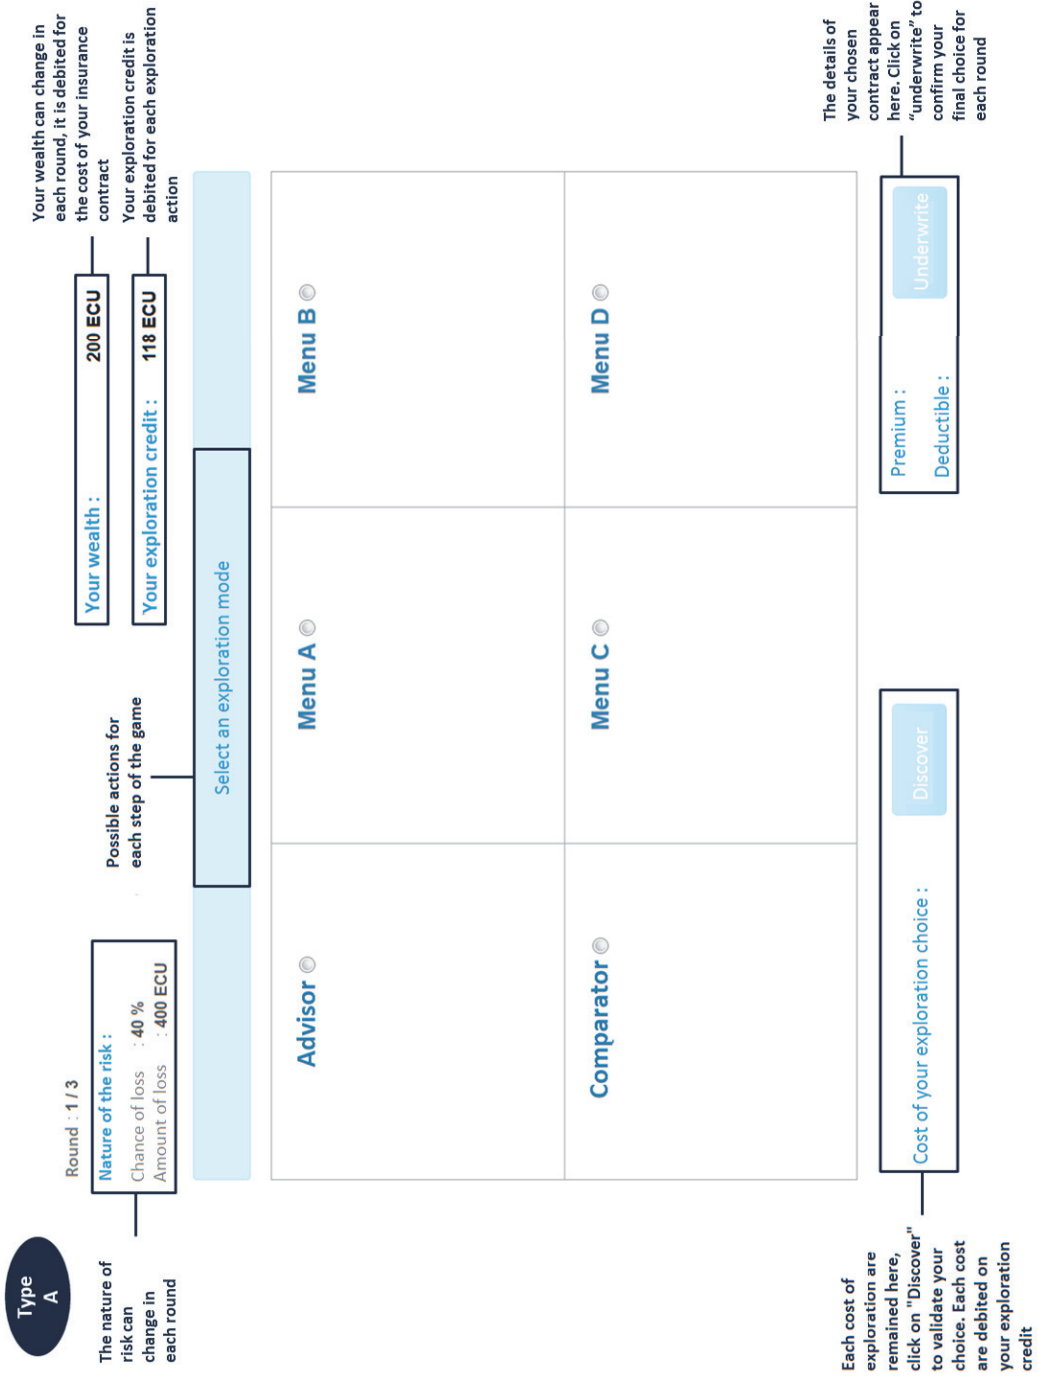 Type
A
Round : 1 / 3
Nature of the risk :
Chance of loss : 40 %
Amount of loss : 400 ECU
The nature of
risk can
change in
each round
Possible actions for
each step of the game
Your wealth : 200 ECU
Your exploration credit : 118 ECU
Your wealth can change in
each round, it is debited for
the cost of your insurance
contract
Your exploration credit is
debited for each exploration
action
Select an exploration mode
Advisor
Menu A
Menu B
Comparator
Menu C
Menu D
Each cost of
exploration are
remained here,
click on "Discover"
to validate your
choice. Each cost
are debited on
your exploration
credit
Cost of your exploration choice :
Discover
Premium :
Deductible :
Underwrite
The details of
your chosen
contract appear
here. Click on
“underwrite” to
confirm your
final choice for
each round